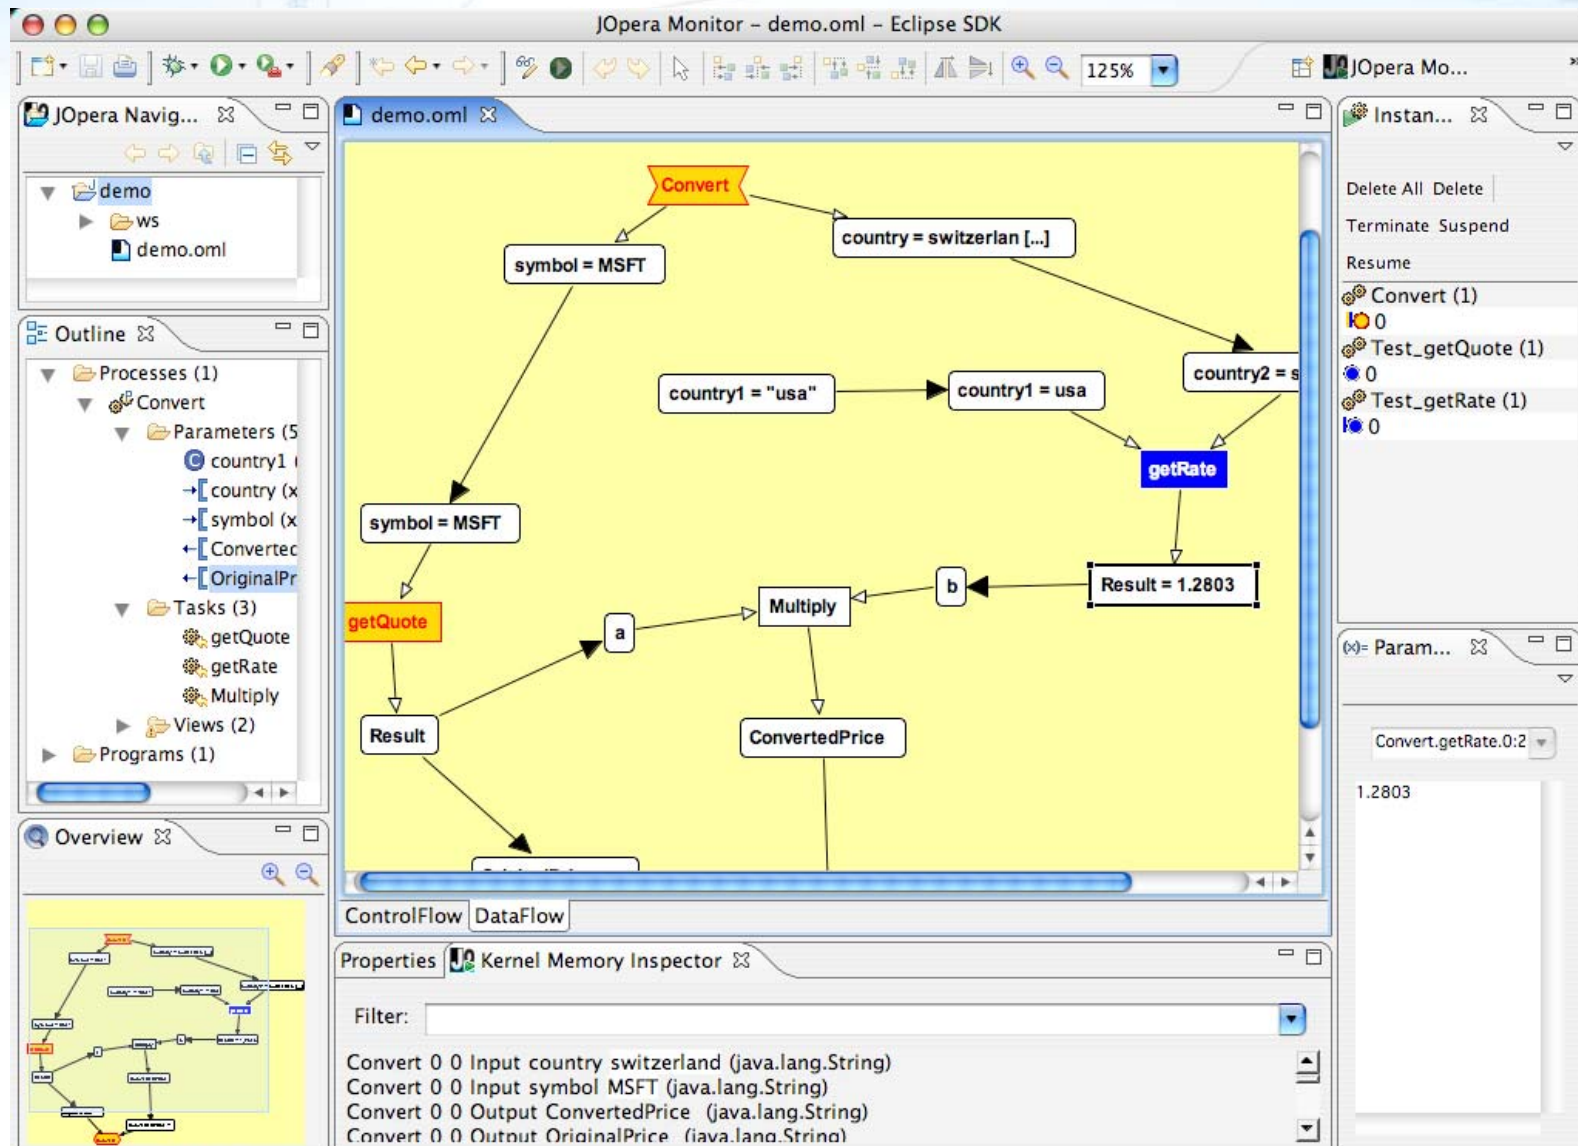 JOpera Monitor – demo.oml – Eclipse SDK
125%
JOpera Mo...
JOpera Navig...
demo
ws
demo.oml
Outline
Processes (1)
Convert
Parameters (5
country1
country (x
symbol (x
Converted
OriginalPr
Tasks (3)
getQuote
getRate
Multiply
Views (2)
Programs (1)
Overview
demo.oml
Convert
country = switzerlan [...]
symbol = MSFT
country2 = s
country1 = "usa"
country1 = usa
getRate
symbol = MSFT
Result = 1.2803
b
Multiply
a
getQuote
Result
ConvertedPrice
ControlFlow DataFlow
Properties Kernel Memory Inspector
Filter:
Convert 0 0 Input country switzerland (java.lang.String)
Convert 0 0 Input symbol MSFT (java.lang.String)
Convert 0 0 Output ConvertedPrice (java.lang.String)
Convert 0 0 Output OriginalPrice (java.lang.String)
Instan...
Delete All Delete
Terminate Suspend
Resume
Convert (1)
0
Test_getQuote (1)
0
Test_getRate (1)
0
(x)= Param...
Convert.getRate.0:2
1.2803